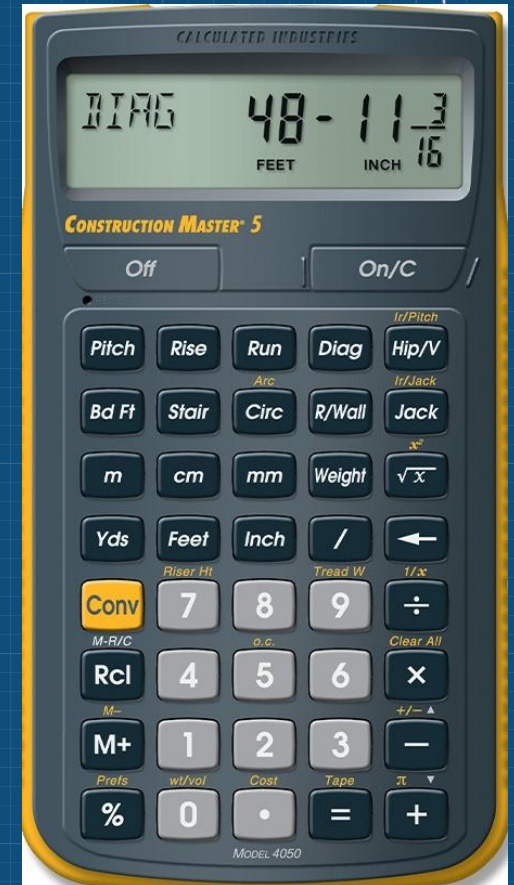 CALCULATED INDUSTRIES
DIAG 48 - 11 3/16
FEET INCH
CONSTRUCTION MASTER® 5
Off On/C
Ir/Pitch
Pitch Rise Run Diag Hip/V
Arc Ir/Jack
Bd Ft Stair Circ R/Wall Jack
x²
m cm mm Weight √x
Yds Feet Inch / ←
Riser Ht Tread W 1/x
Conv 7 8 9 ÷
M-R/C o.c. Clear All
Rcl 4 5 6 ×
M– +/– ▲
M+ 1 2 3 –
Prefs wt/vol Cost Tape π ▼
% 0 • = +
MODEL 4050